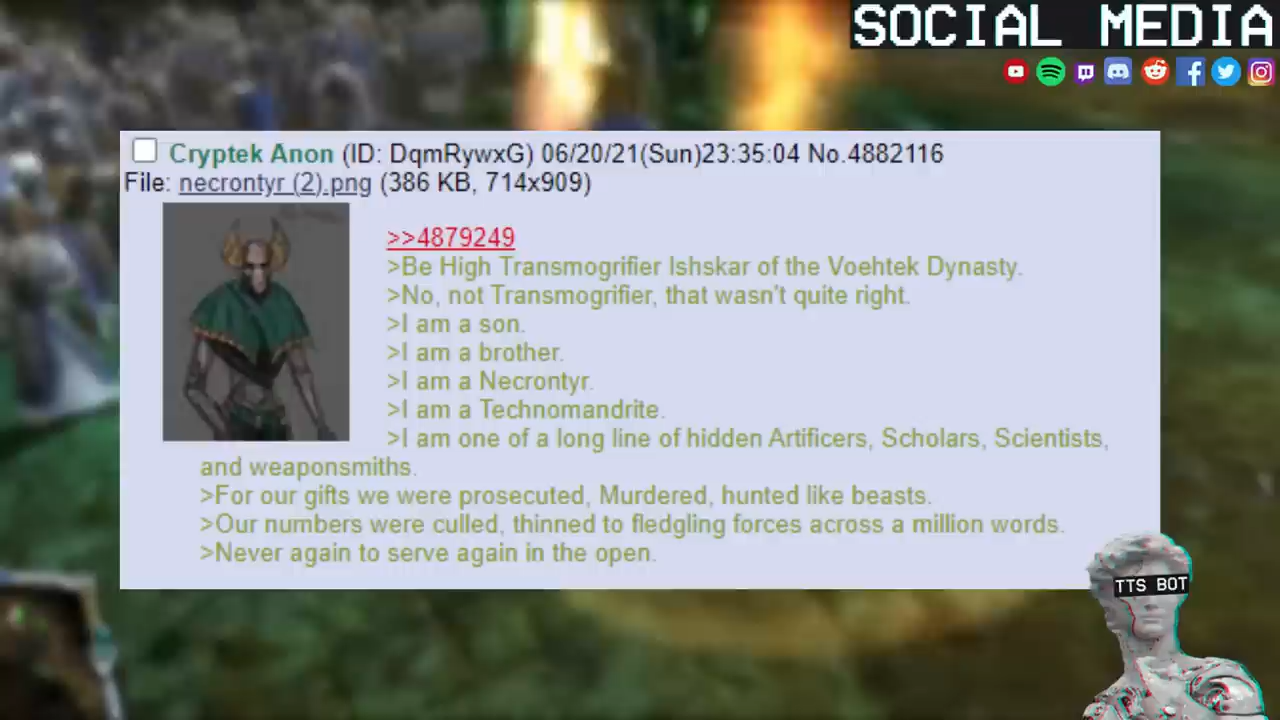 SOCIAL MEDIA
Cryptek Anon (ID: DqmRywxG) 06/20/21(Sun)23:35:04 No.4882116
File: necrontyr (2).png (386 KB, 714x909)
>>4879249
>Be High Transmogrifier Ishskar of the Voehtek Dynasty.
>No, not Transmogrifier, that wasn't quite right.
>I am a son.
>I am a brother.
>I am a Necrontyr.
>I am a Technomandrite.
>I am one of a long line of hidden Artificers, Scholars, Scientists,
and weaponsmiths.
>For our gifts we were prosecuted, Murdered, hunted like beasts.
>Our numbers were culled, thinned to fledgling forces across a million words.
>Never again to serve again in the open.
TTS BOT